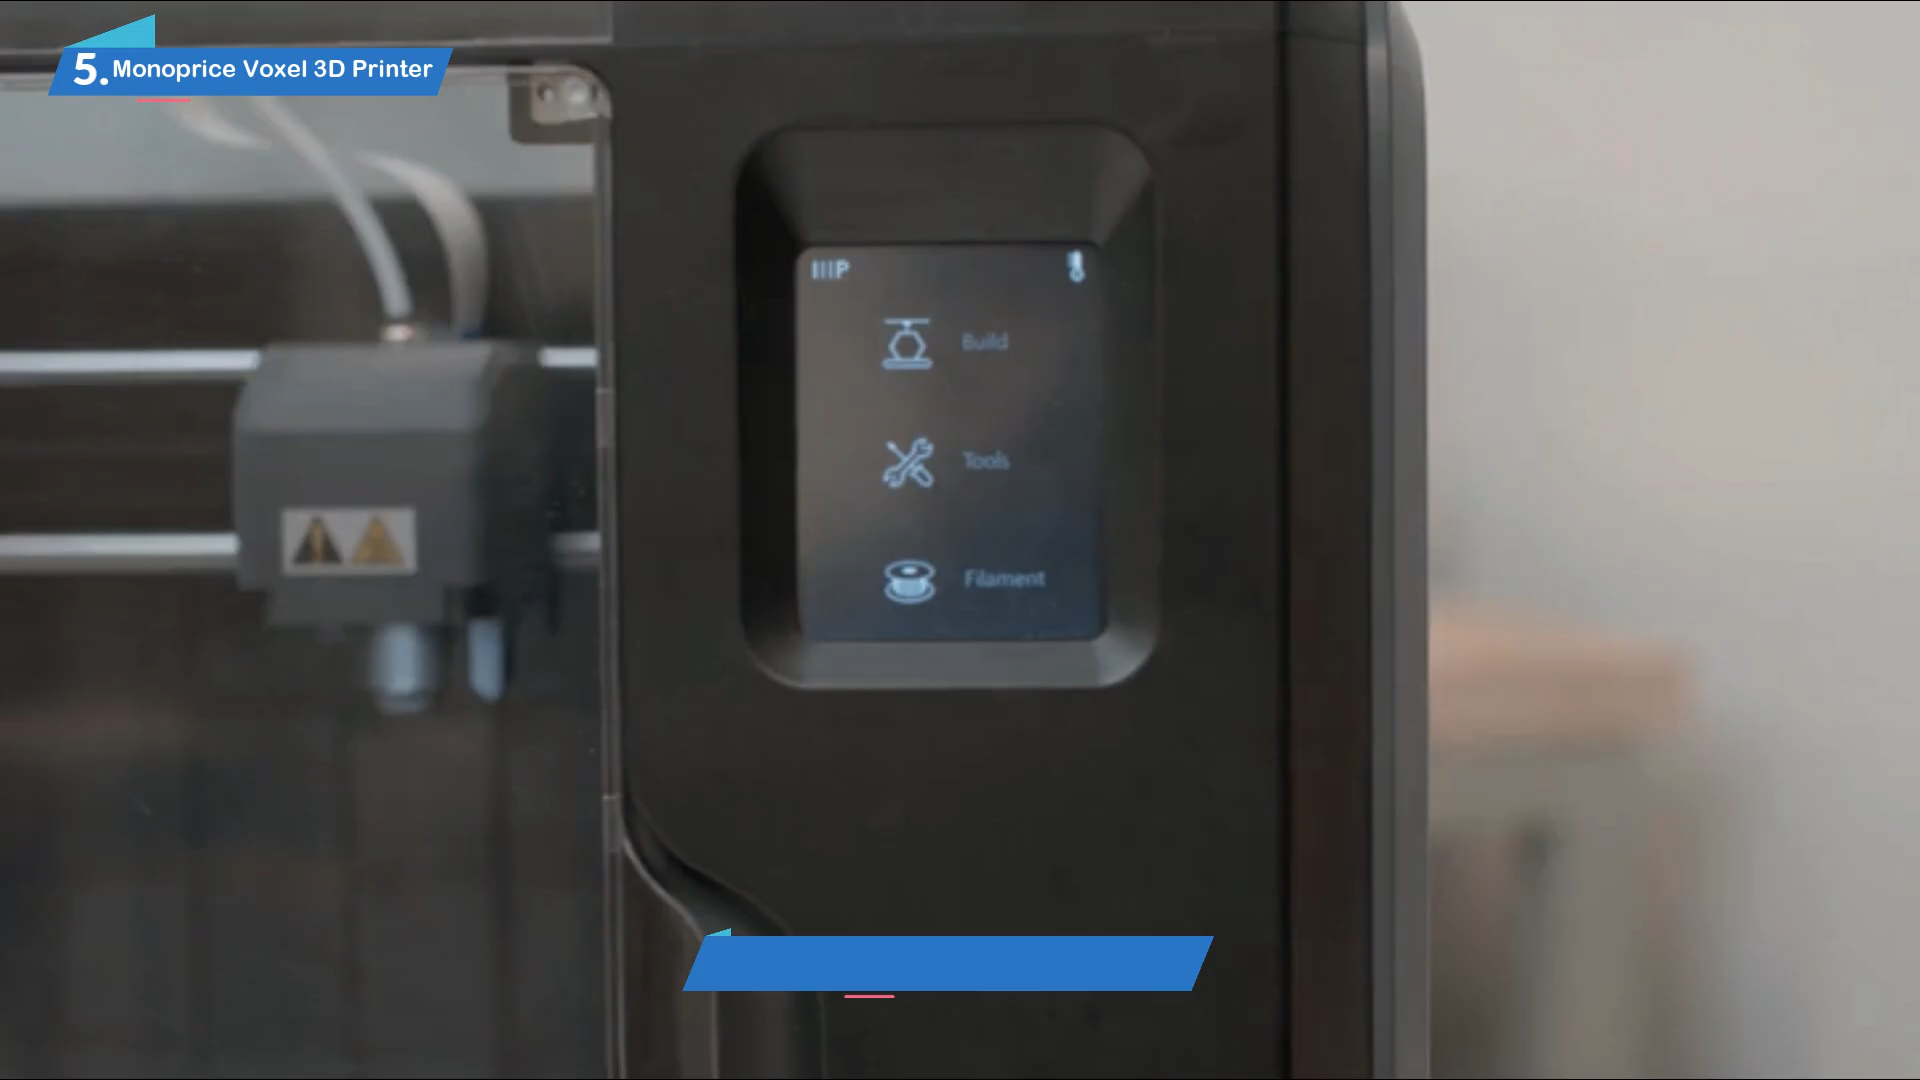 5. Monoprice Voxel 3D Printer
IIIP
Build
Tools
Filament